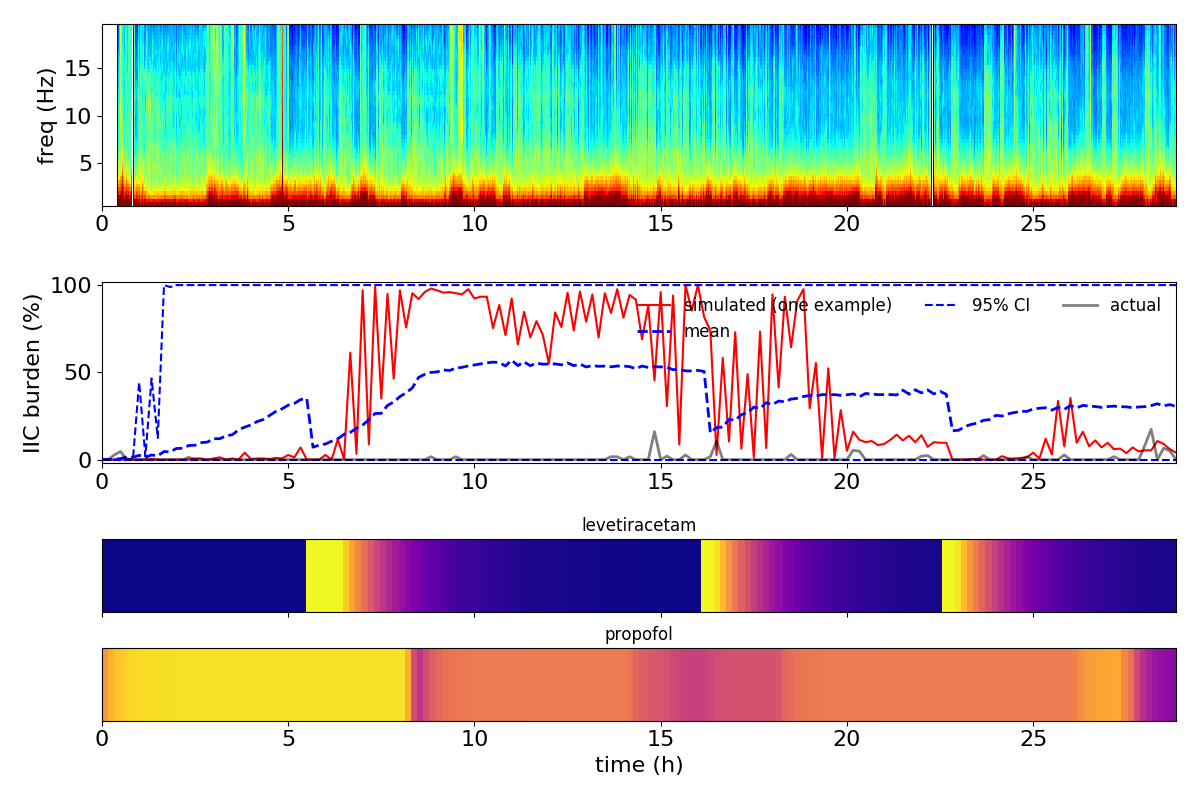 15
10
5
freq (Hz)
0 5 10 15 20 25
100
50
0
IIC burden (%)
simulated (one example)
mean
95% CI
actual
0 5 10 15 20 25
levetiracetam
propofol
0 5 10 15 20 25
time (h)